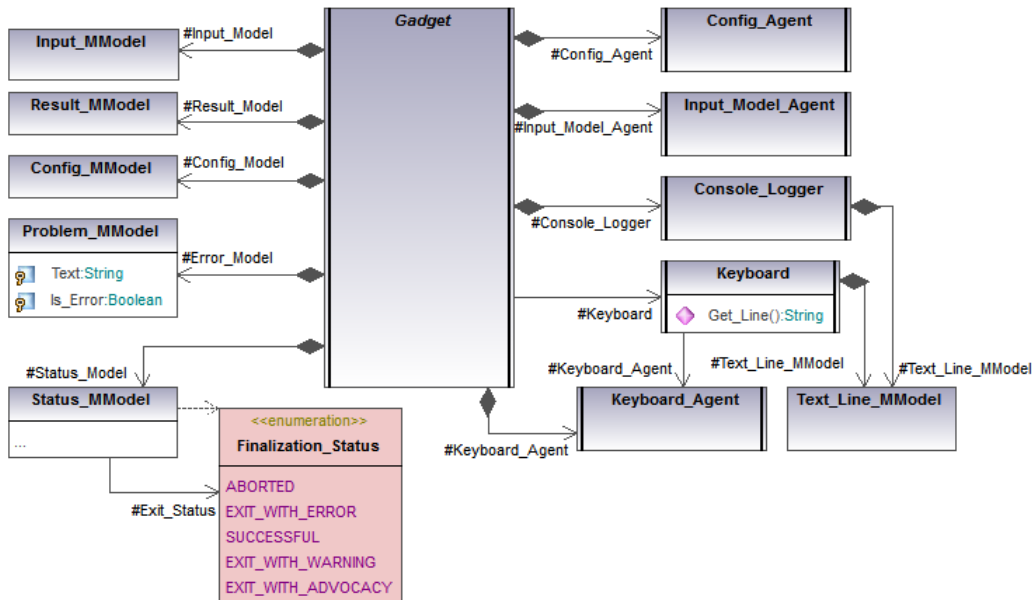 Gadget
Config_Agent
#Config_Agent
Input_MModel
#Input_Model
Result_MModel
#Result_Model
Input_Model_Agent
#Input_Model_Agent
Config_MModel
#Config_Model
Console_Logger
#Console_Logger
Problem_MModel
Text:String
Is_Error:Boolean
#Error_Model
Keyboard
Get_Line():String
#Keyboard
#Keyboard_Agent
#Text_Line_MModel
#Text_Line_MModel
#Status_Model
Status_MModel
...
Keyboard_Agent
#Keyboard_Agent
Text_Line_MModel
<<enumeration>>
Finalization_Status
ABORTED
EXIT_WITH_ERROR
SUCCESSFUL
EXIT_WITH_WARNING
EXIT_WITH_ADVOCACY
#Exit_Status